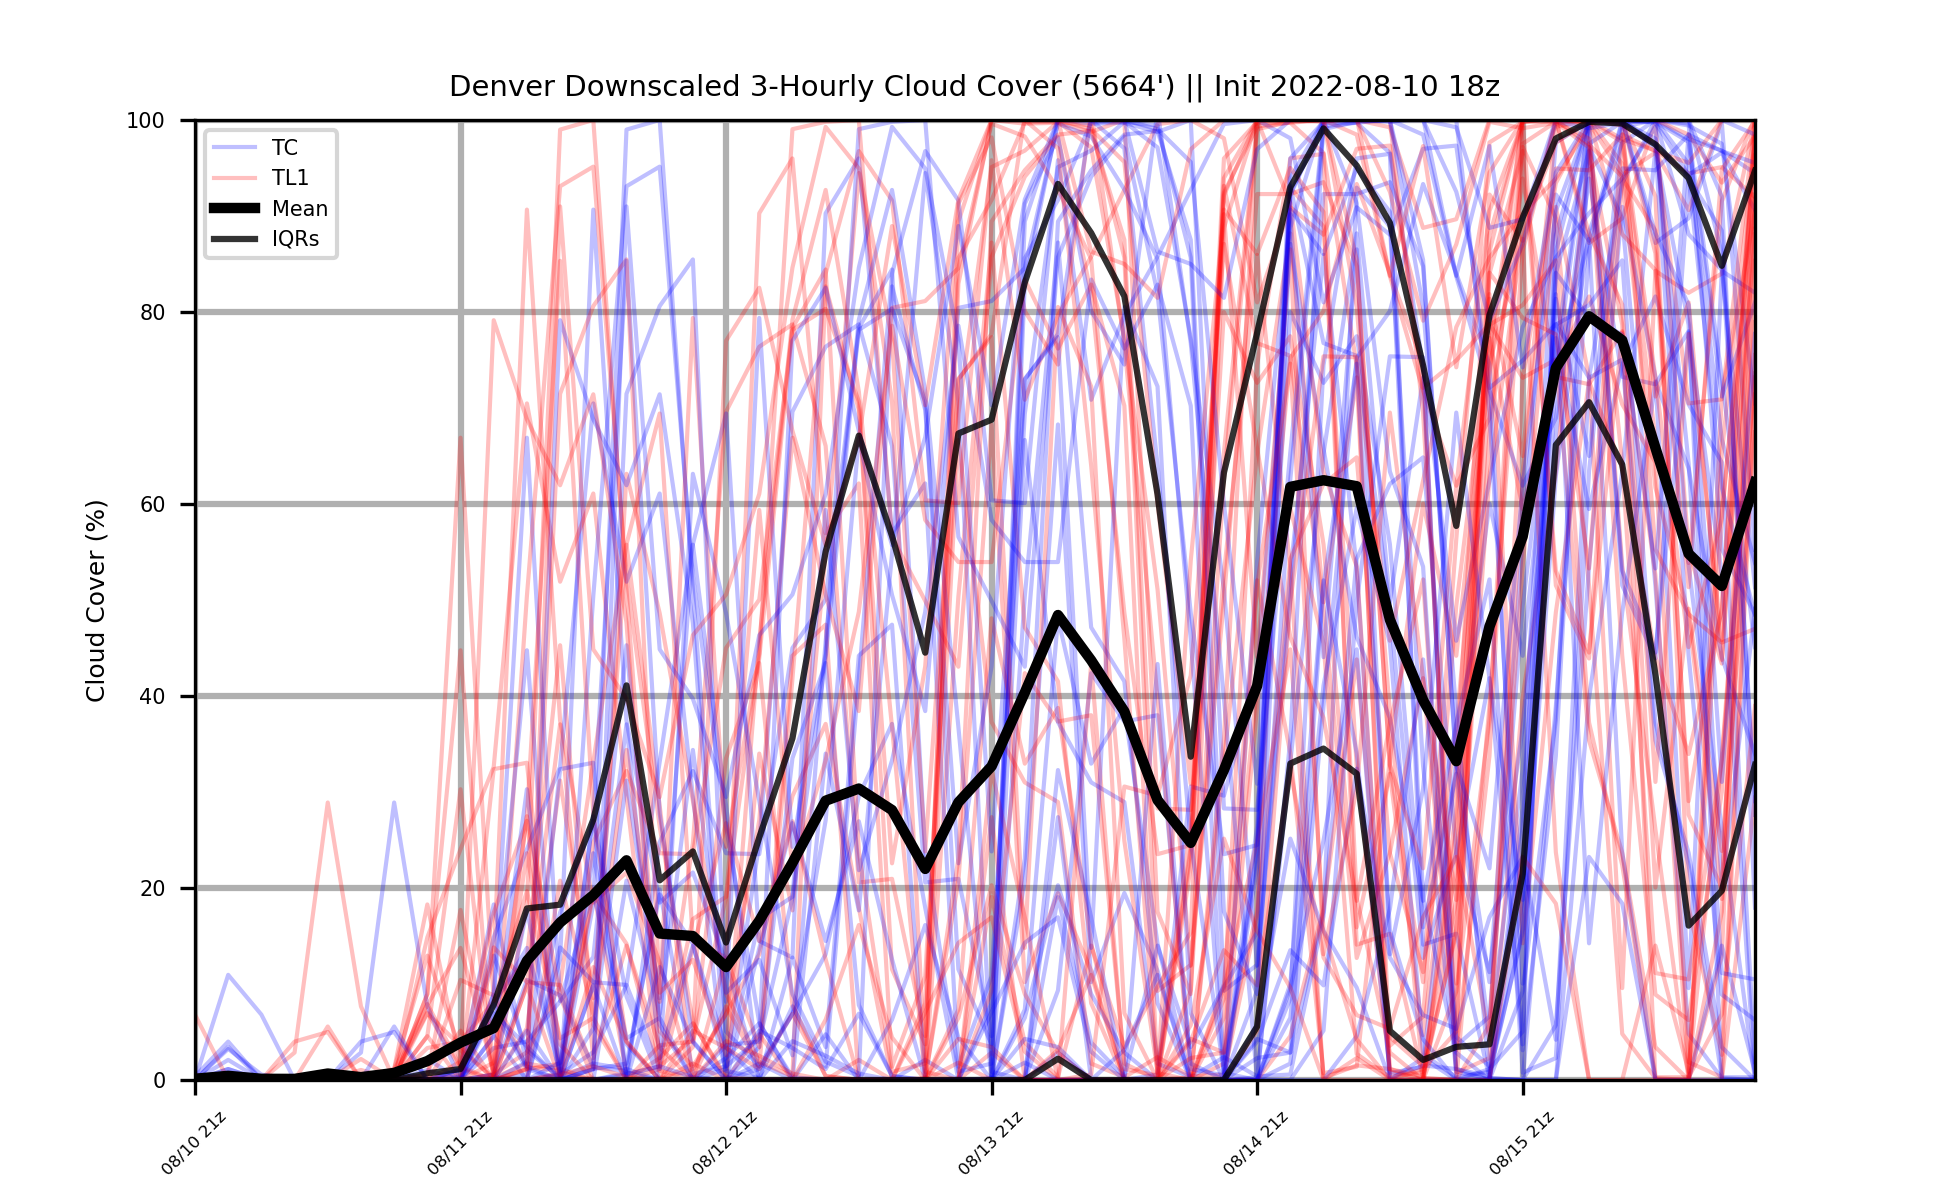 Denver Downscaled 3-Hourly Cloud Cover (5664') || Init 2022-08-10 18z
100
80
60
40
20
0
Cloud Cover (%)
TC
TL1
Mean
IQRs
08/10 21z
08/11 21z
08/12 21z
08/13 21z
08/14 21z
08/15 21z